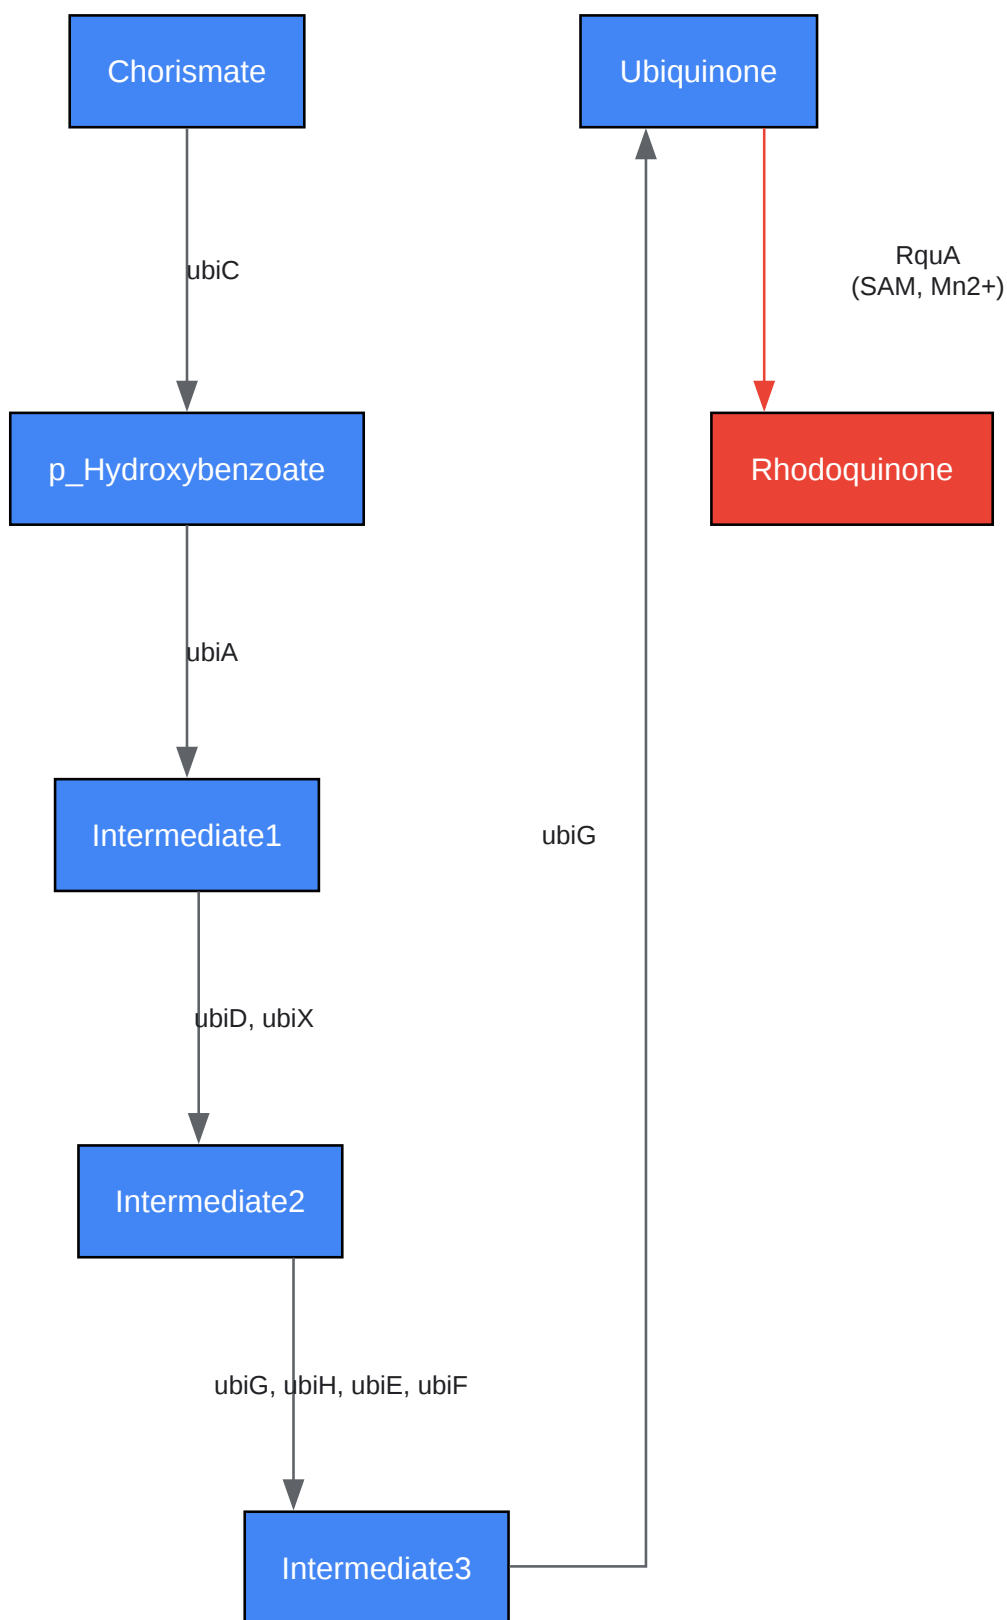 Chorismate
ubiC
p_Hydroxybenzoate
ubiA
Intermediate1
ubiD, ubiX
Intermediate2
ubiG, ubiH, ubiE, ubiF
Intermediate3
ubiG
Ubiquinone
RquA
(SAM, Mn2+)
Rhodoquinone